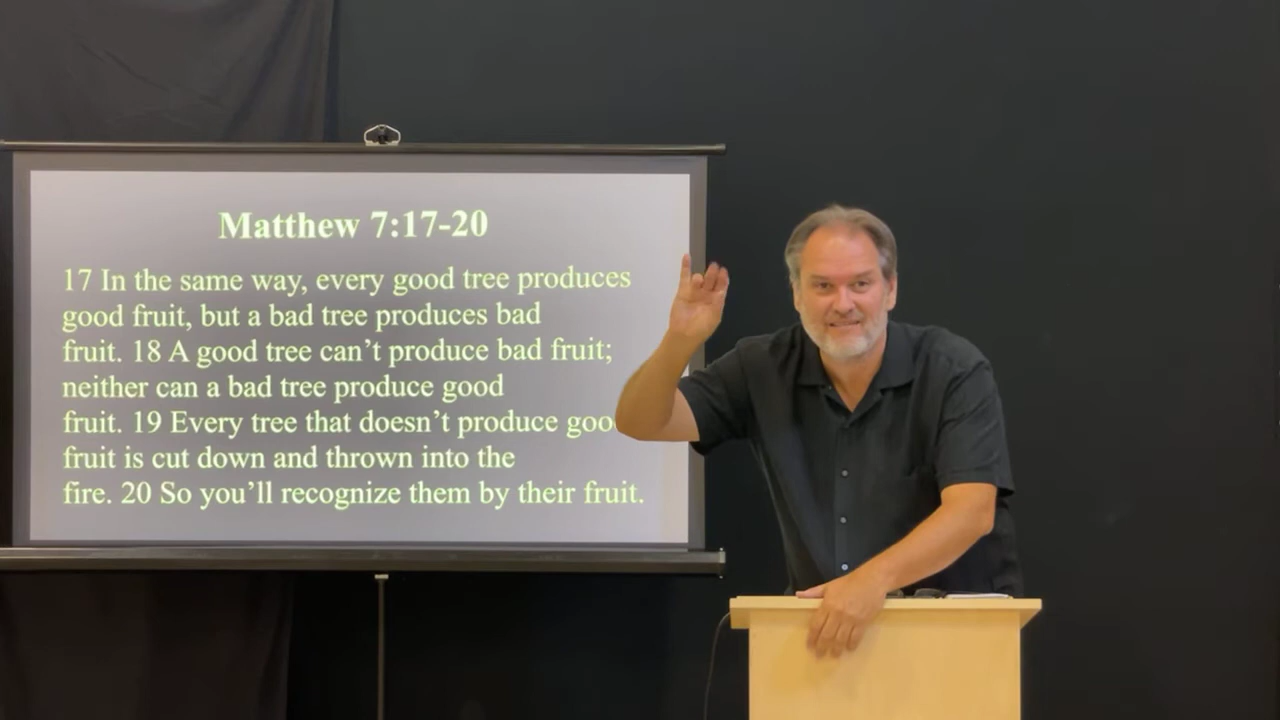 Matthew 7:17-20
17 In the same way, every good tree produces
good fruit, but a bad tree produces bad
fruit. 18 A good tree can’t produce bad fruit;
neither can a bad tree produce good
fruit. 19 Every tree that doesn’t produce
fruit is cut down and thrown into the
fire. 20 So you’ll recognize them by their fruit.